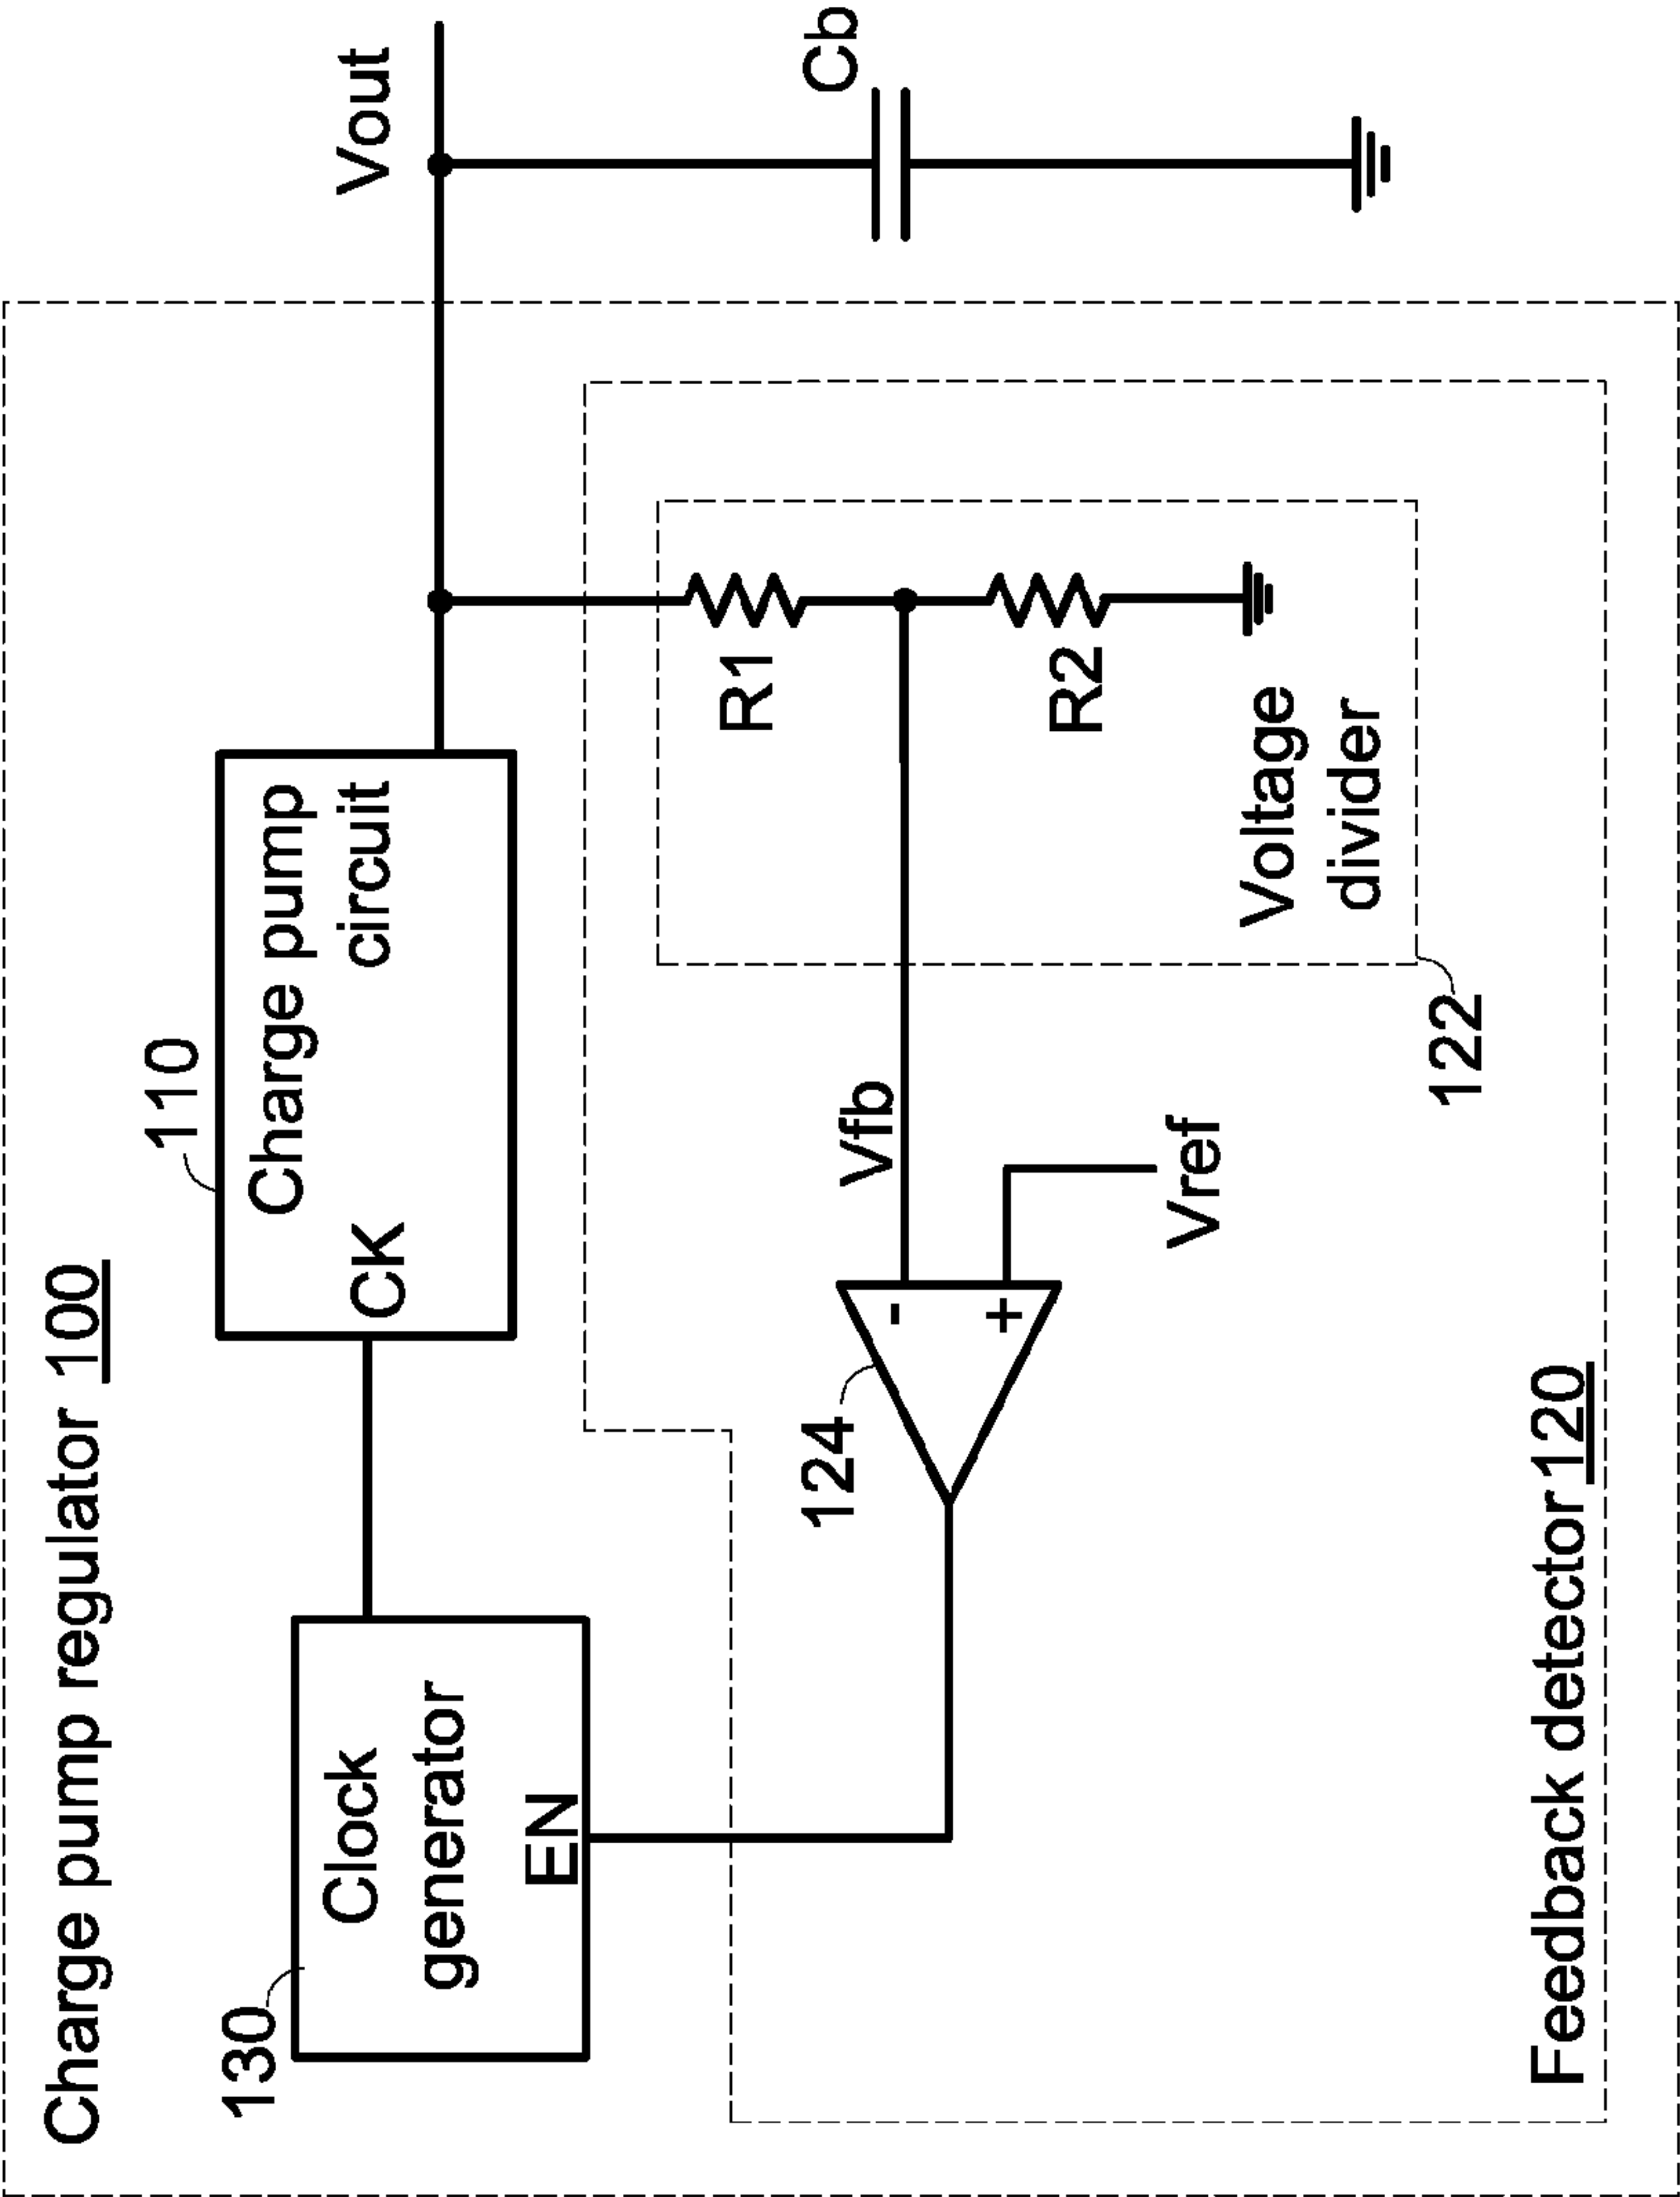 Charge pump regulator 100
130
Clock
generator
EN
110
Charge pump
circuit
CK
Vout
Cb
124
-
+
Vfb
Vref
R1
R2
Voltage
divider
122
Feedback detector 120